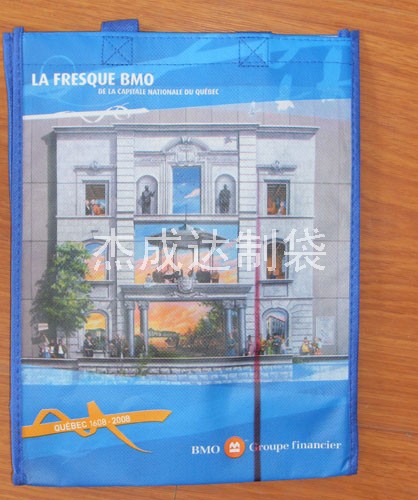 LA FRESQUE BMO
DE LA CAPITALE NATIONALE DU QUÉBEC
杰成达制袋
QUÉBEC 1608 • 2008
BMO Groupe financier